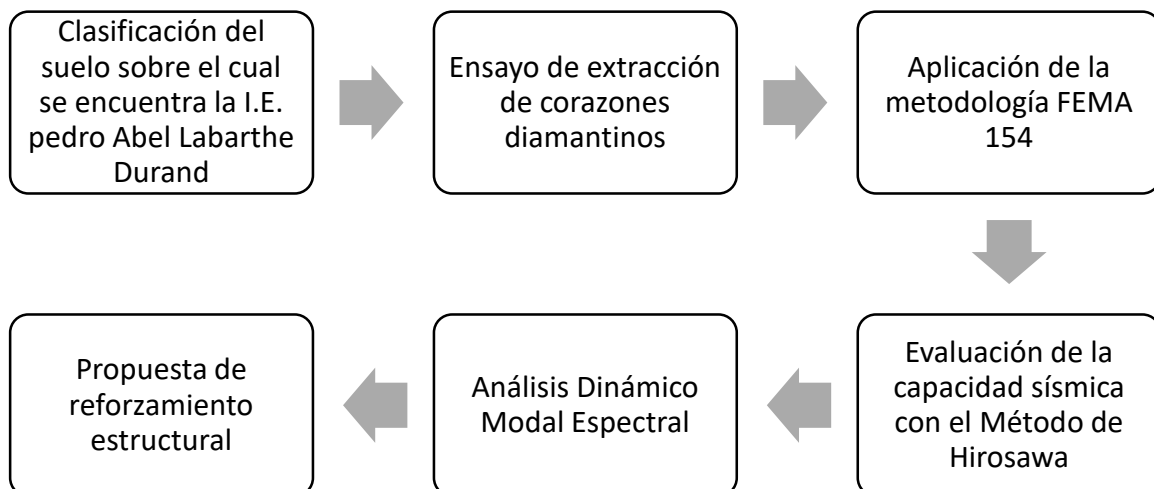 Clasificación del
suelo sobre el cual
se encuentra la I.E.
pedro Abel Labarthe
Durand
Ensayo de extracción
de corazones
diamantinos
Aplicación de la
metodología FEMA
154
Evaluación de la
capacidad sísmica
con el Método de
Hirosawa
Análisis Dinámico
Modal Espectral
Propuesta de
reforzamiento
estructural